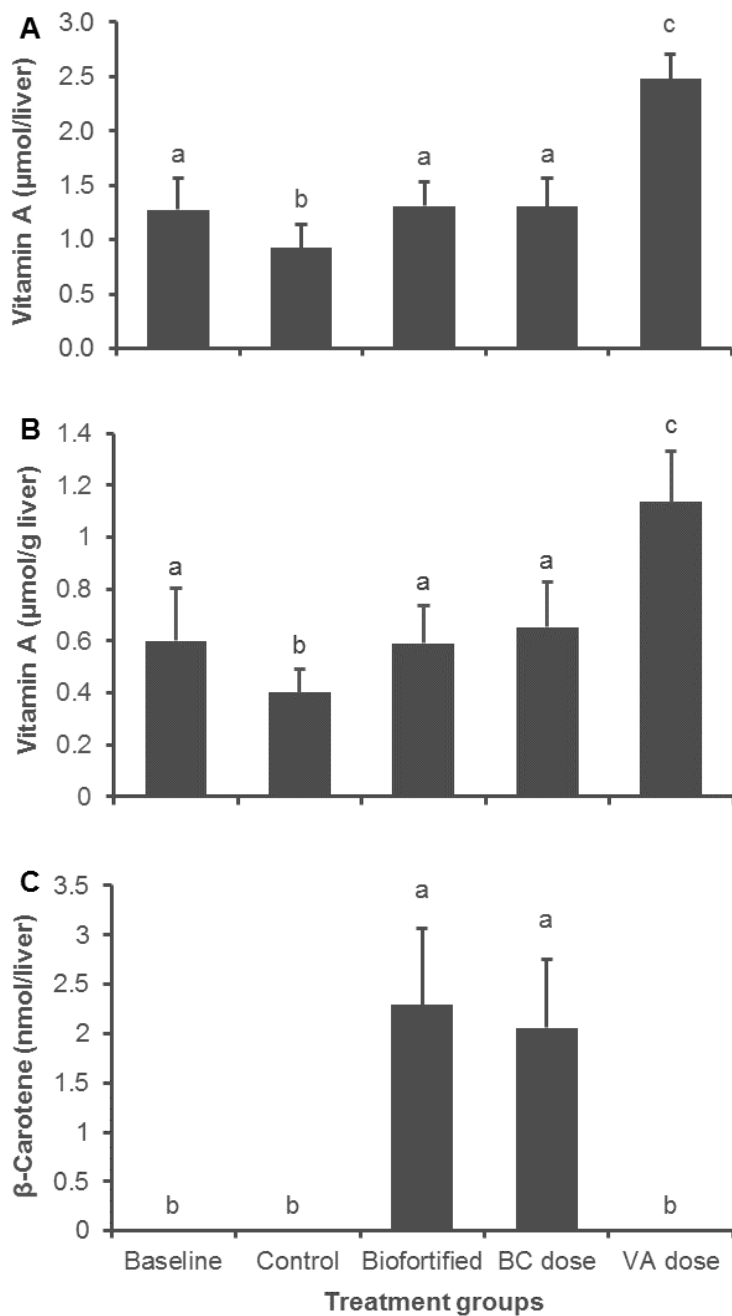 A
Vitamin A (µmol/liver)
3.0
2.5
2.0
1.5
1.0
0.5
0.0
a
b
a
a
c
B
Vitamin A (µmol/g liver)
1.4
1.2
1
0.8
0.6
0.4
0.2
0
a
b
a
a
c
C
β-Carotene (nmol/liver)
3.5
3
2.5
2
1.5
1
0.5
0
b
b
a
a
b
Baseline Control Biofortified BC dose VA dose
Treatment groups